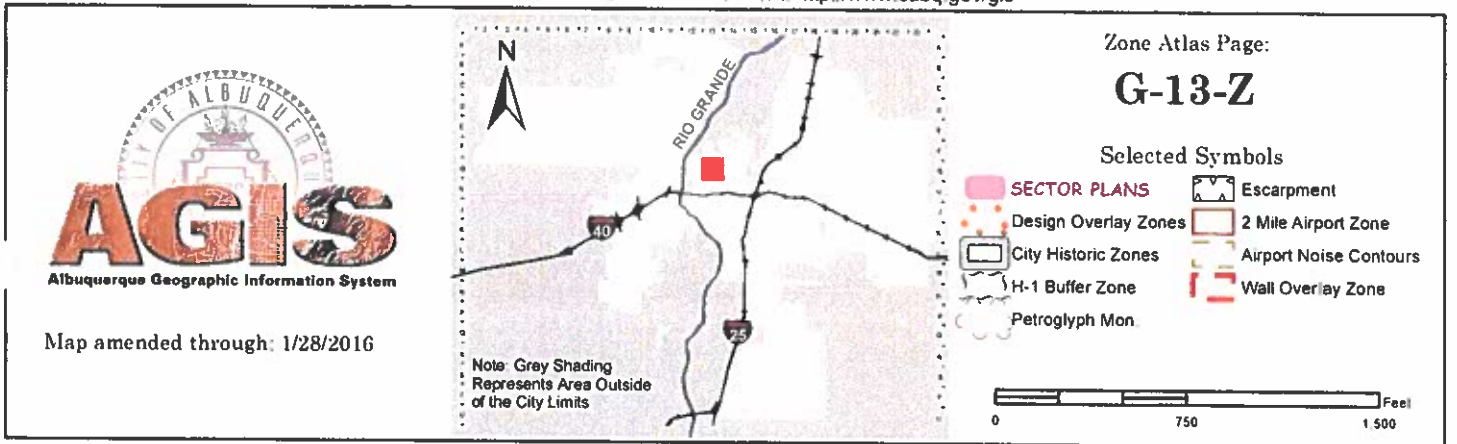 CITY OF ALBUQUERQUE
AGIS
Albuquerque Geographic Information System
Map amended through: 1/28/2016
N
RIO GRANDE
40
25
Note: Grey Shading
Represents Area Outside
of the City Limits
Zone Atlas Page:
G-13-Z
Selected Symbols
SECTOR PLANS
Design Overlay Zones
City Historic Zones
H-1 Buffer Zone
Petroglyph Mon.
Escarpment
2 Mile Airport Zone
Airport Noise Contours
Wall Overlay Zone
Feet
0 750 1,500